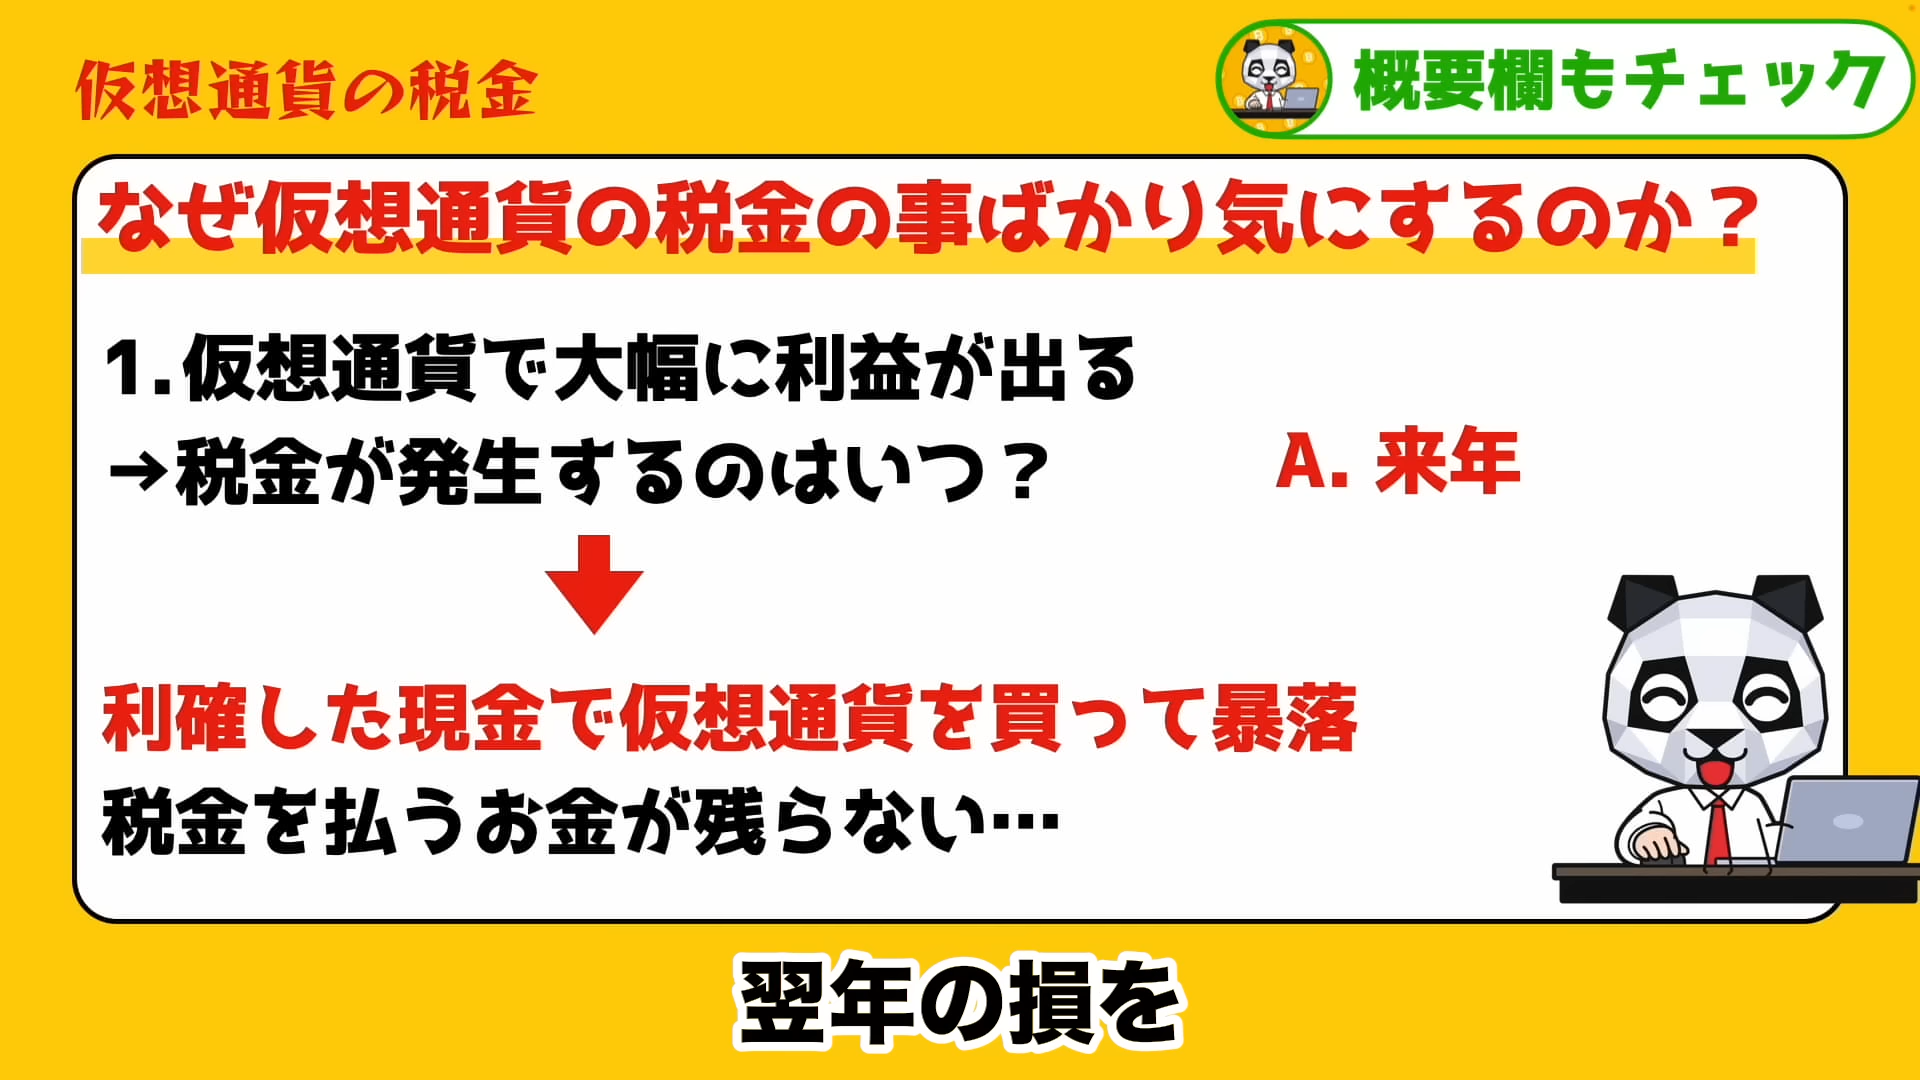 仮想通貨の税金
概要欄もチェック
なぜ仮想通貨の税金の事ばかり気にするのか？
1.仮想通貨で大幅に利益が出る
→税金が発生するのはいつ？
A. 来年
利確した現金で仮想通貨を買って暴落
税金を払うお金が残らない…
翌年の損を